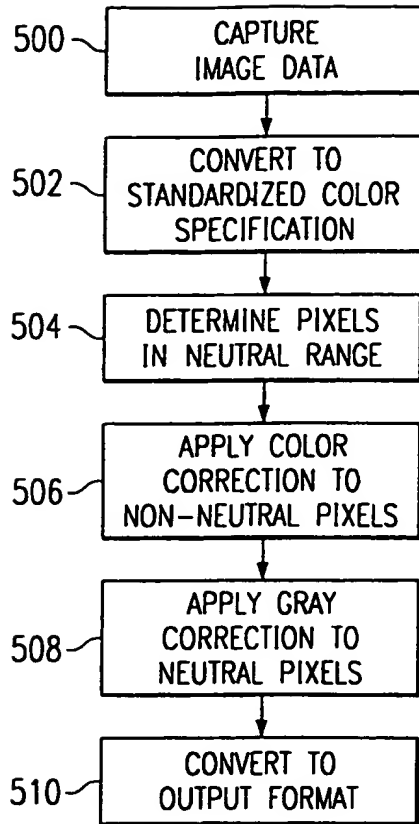 500
CAPTURE
IMAGE DATA
502
CONVERT TO
STANDARDIZED COLOR
SPECIFICATION
504
DETERMINE PIXELS
IN NEUTRAL RANGE
506
APPLY COLOR
CORRECTION TO
NON-NEUTRAL PIXELS
508
APPLY GRAY
CORRECTION TO
NEUTRAL PIXELS
510
CONVERT TO
OUTPUT FORMAT